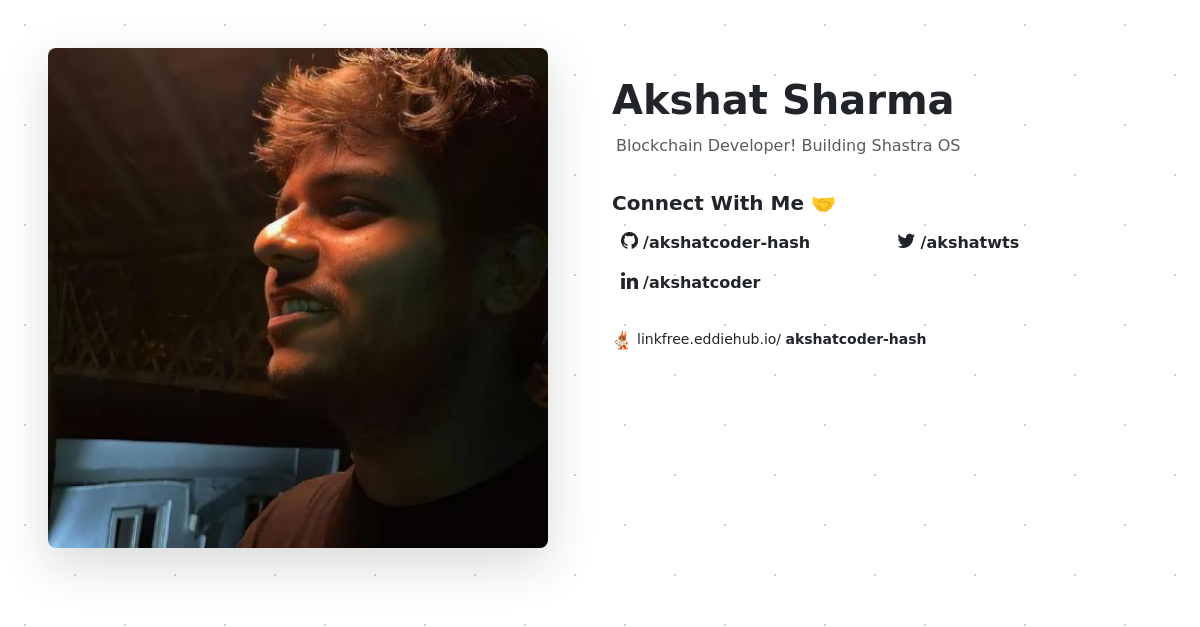 Akshat Sharma
Blockchain Developer! Building Shastra OS
Connect With Me 🤝
/akshatcoder-hash
/akshatwts
/akshatcoder
linkfree.eddiehub.io/ akshatcoder-hash